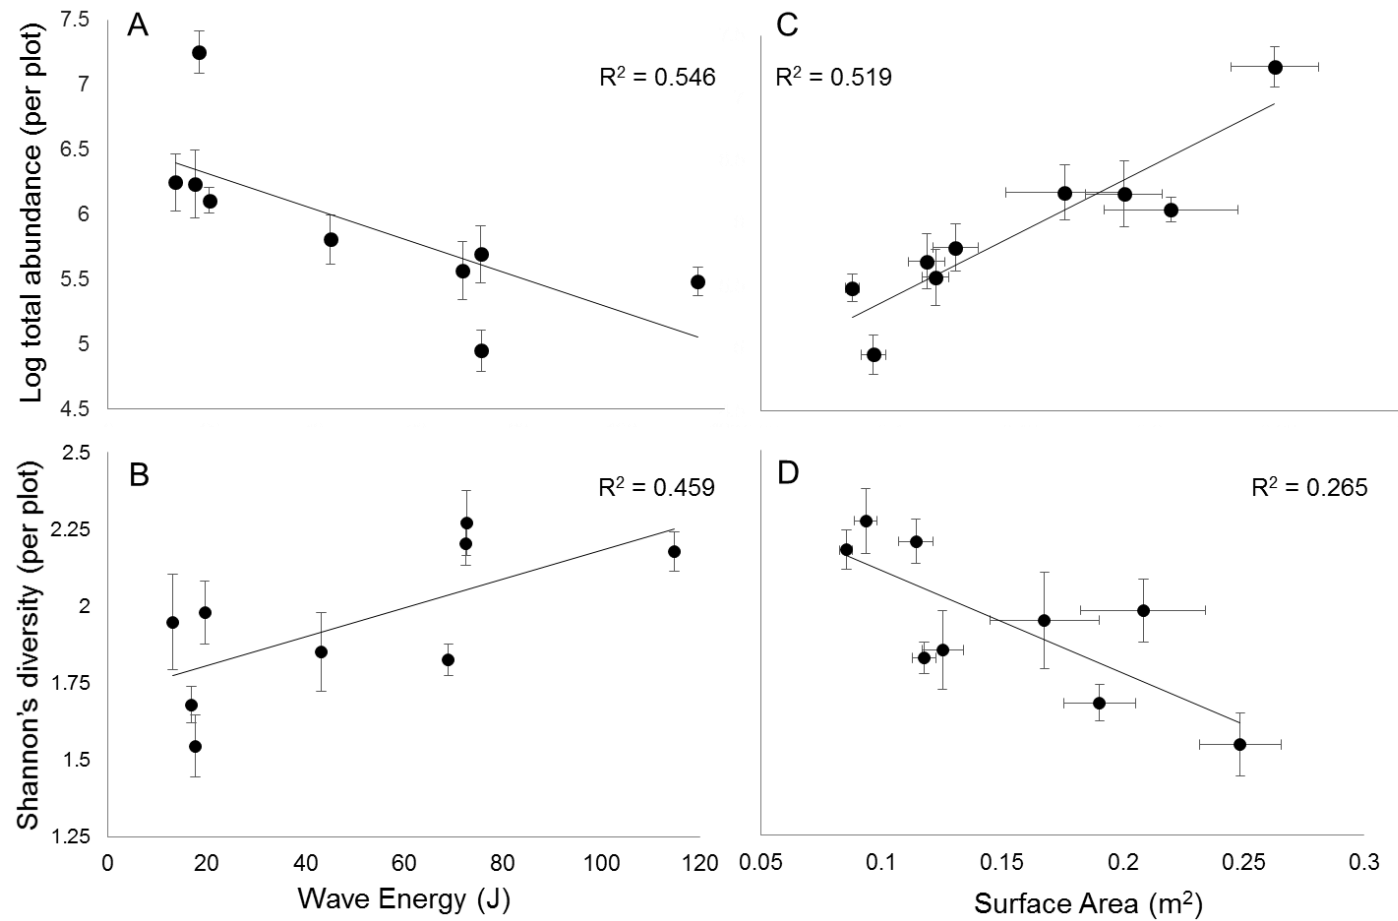 A
C
R² = 0.546
R² = 0.519
Log total abundance (per plot)
7.5
7
6.5
6
5.5
5
4.5
B
D
R² = 0.459
R² = 0.265
Shannon’s diversity (per plot)
2.5
2.25
2
1.75
1.5
1.25
0 20 40 60 80 100 120
0.05 0.1 0.15 0.2 0.25 0.3
Wave Energy (J)
Surface Area (m²)